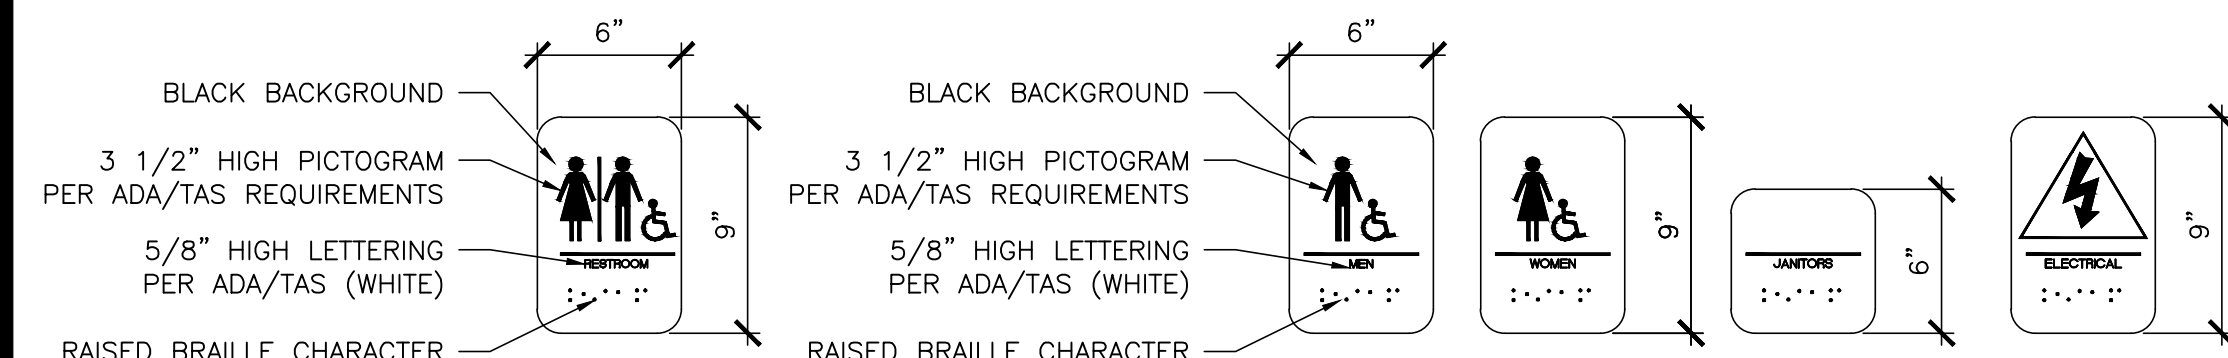 6”
BLACK BACKGROUND
3 1/2” HIGH PICTOGRAM
PER ADA/TAS REQUIREMENTS
5/8” HIGH LETTERING
PER ADA/TAS (WHITE)
RAISED BRAILLE CHARACTER
RESTROOM
9”
6”
BLACK BACKGROUND
3 1/2” HIGH PICTOGRAM
PER ADA/TAS REQUIREMENTS
5/8” HIGH LETTERING
PER ADA/TAS (WHITE)
RAISED BRAILLE CHARACTER
MEN
WOMEN
9”
JANITORS
6”
ELECTRICAL
9”